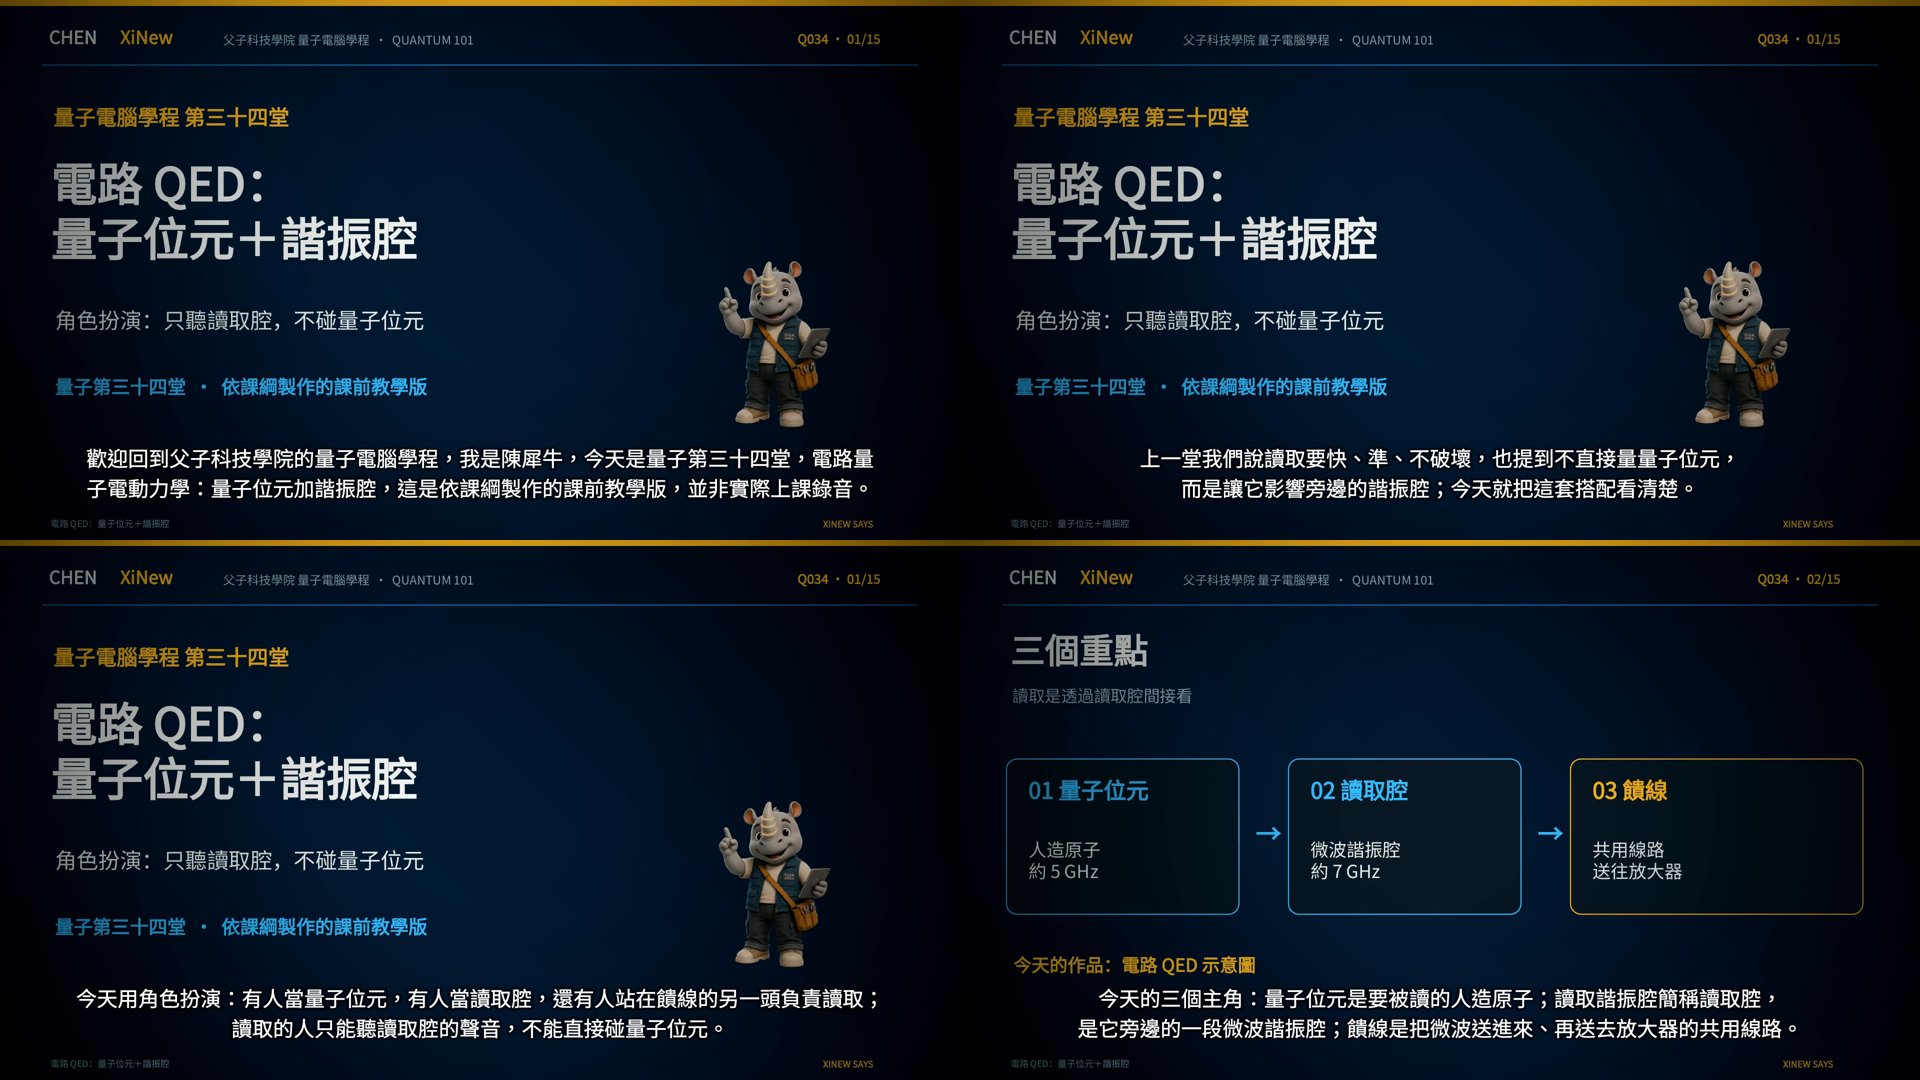 CHEN XiNew 父子科技學院 量子電腦學程 · QUANTUM 101 Q034 · 01/15
量子電腦學程 第三十四堂
電路 QED：
量子位元＋諧振腔
角色扮演：只聽讀取腔，不碰量子位元
量子第三十四堂 · 依課綱製作的課前教學版
歡迎回到父子科技學院的量子電腦學程，我是陳犀牛，今天是量子第三十四堂，電路量
子電動力學：量子位元加諧振腔，這是依課綱製作的課前教學版，並非實際上課錄音。
電路 QED：量子位元＋諧振腔 XINEW SAYS
CHEN XiNew 父子科技學院 量子電腦學程 · QUANTUM 101 Q034 · 01/15
量子電腦學程 第三十四堂
電路 QED：
量子位元＋諧振腔
角色扮演：只聽讀取腔，不碰量子位元
量子第三十四堂 · 依課綱製作的課前教學版
上一堂我們說讀取要快、準、不破壞，也提到不直接量量子位元，
而是讓它影響旁邊的諧振腔；今天就把這套搭配看清楚。
電路 QED：量子位元＋諧振腔 XINEW SAYS
CHEN XiNew 父子科技學院 量子電腦學程 · QUANTUM 101 Q034 · 01/15
量子電腦學程 第三十四堂
電路 QED：
量子位元＋諧振腔
角色扮演：只聽讀取腔，不碰量子位元
量子第三十四堂 · 依課綱製作的課前教學版
今天用角色扮演：有人當量子位元，有人當讀取腔，還有人站在饋線的另一頭負責讀取；
讀取的人只能聽讀取腔的聲音，不能直接碰量子位元。
電路 QED：量子位元＋諧振腔 XINEW SAYS
CHEN XiNew 父子科技學院 量子電腦學程 · QUANTUM 101 Q034 · 02/15
三個重點
讀取是透過讀取腔間接看
01 量子位元
人造原子
約 5 GHz
→
02 讀取腔
微波諧振腔
約 7 GHz
→
03 饋線
共用線路
送往放大器
今天的作品：電路 QED 示意圖
今天的三個主角：量子位元是要被讀的人造原子；讀取諧振腔簡稱讀取腔，
是它旁邊的一段微波諧振腔；饋線是把微波送進來、再送去放大器的共用線路。
電路 QED：量子位元＋諧振腔 XINEW SAYS